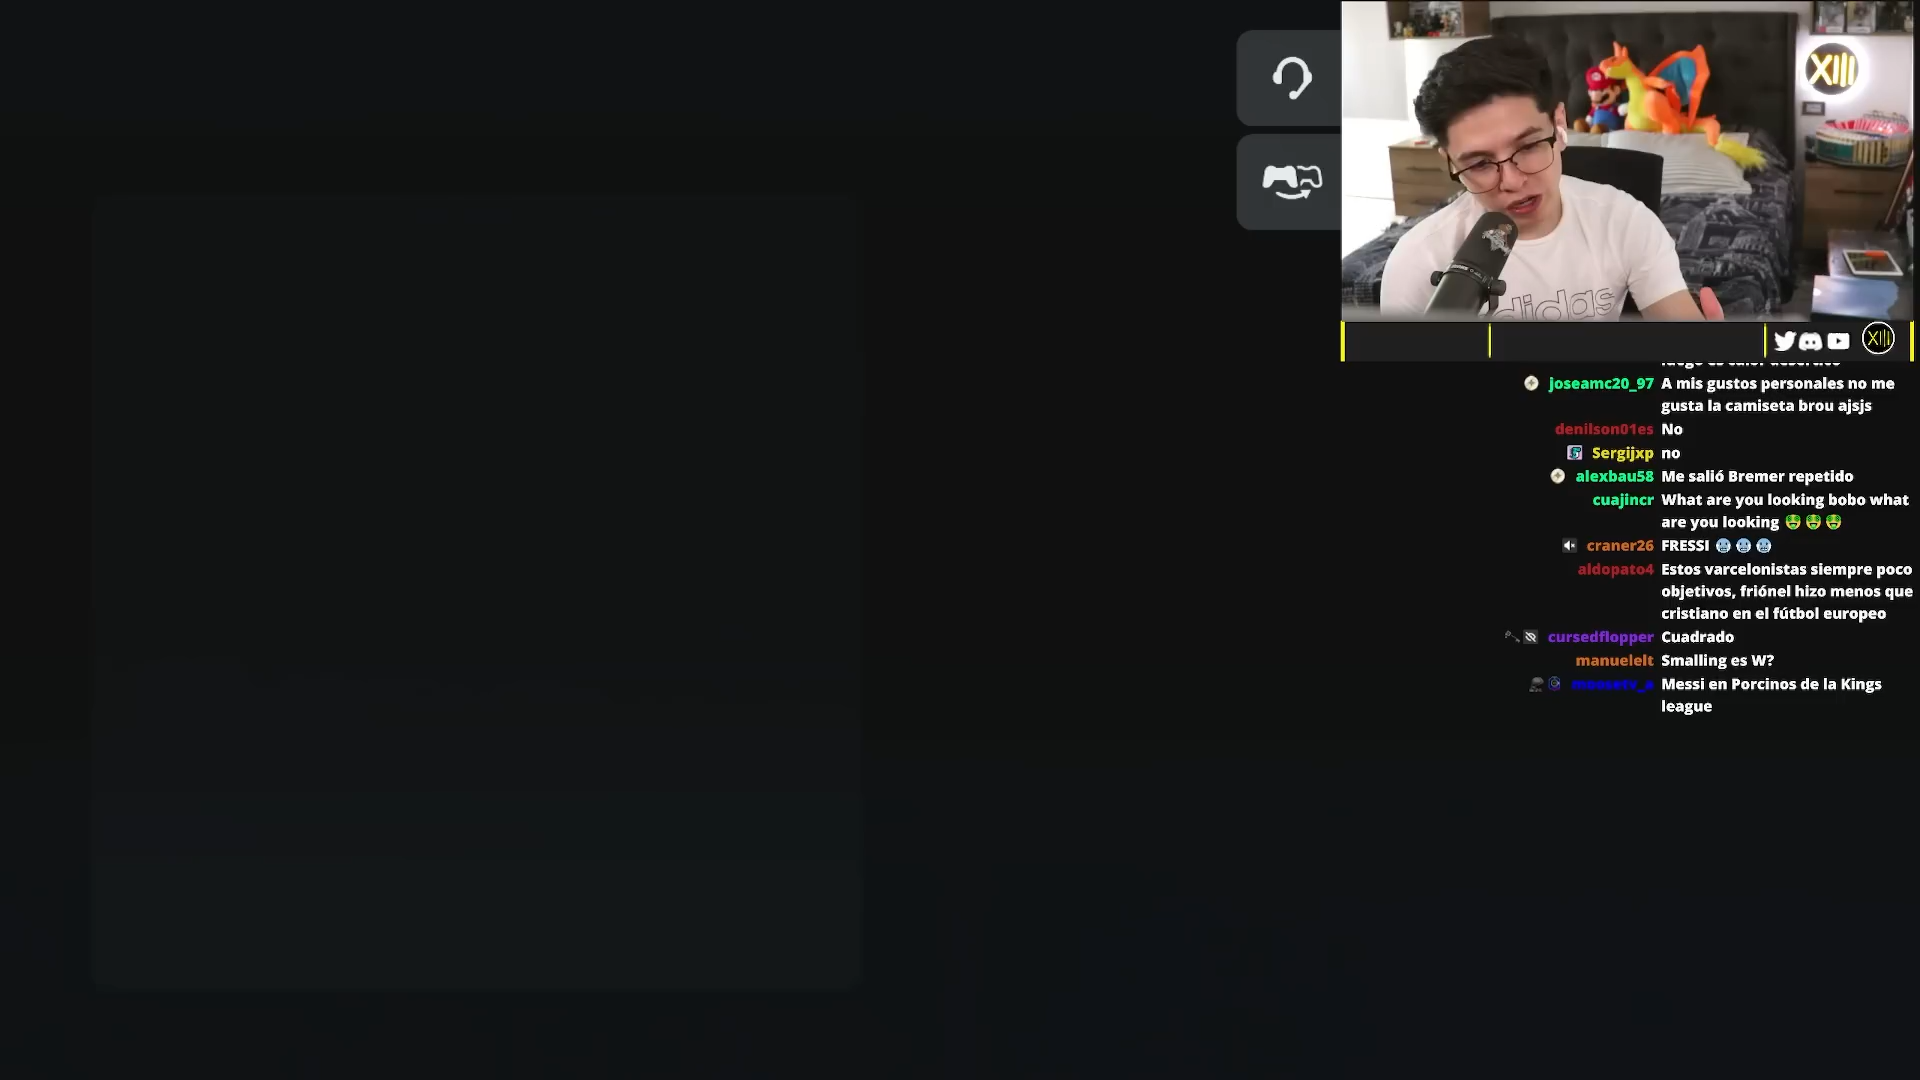 XIII
adidas
XIII
joseamc20_97 A mis gustos personales no me
gusta la camiseta brou ajsjs
denilson01es No
Sergijxp no
alexbau58 Me salió Bremer repetido
cuajincr What are you looking bobo what
are you looking 🤑 🤑 🤑
craner26 FRESSI 🥶 🥶 🥶
aldopato4 Estos varcelonistas siempre poco
objetivos, friónel hizo menos que
cristiano en el fútbol europeo
cursedflopper Cuadrado
manuelelt Smalling es W?
Messi en Porcinos de la Kings
league